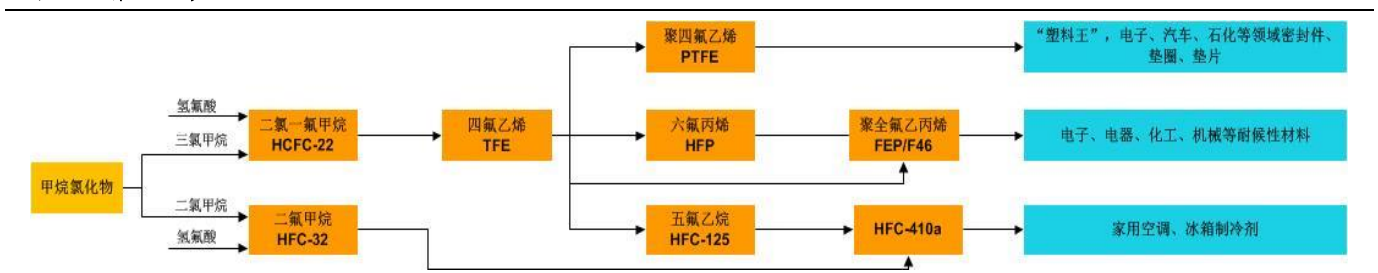 聚四氟乙烯
PTFE
“塑料王”，电子、汽车、石化等领域密封件、
垫圈、垫片
氢氟酸
三氯甲烷
二氯一氟甲烷
HCFC-22
四氟乙烯
TFE
六氟丙烯
HFP
聚全氟乙丙烯
FEP/F46
电子、电器、化工、机械等耐候性材料
甲烷氯化物
二氯甲烷
氢氟酸
二氟甲烷
HFC-32
五氟乙烷
HFC-125
HFC-410a
家用空调、冰箱制冷剂